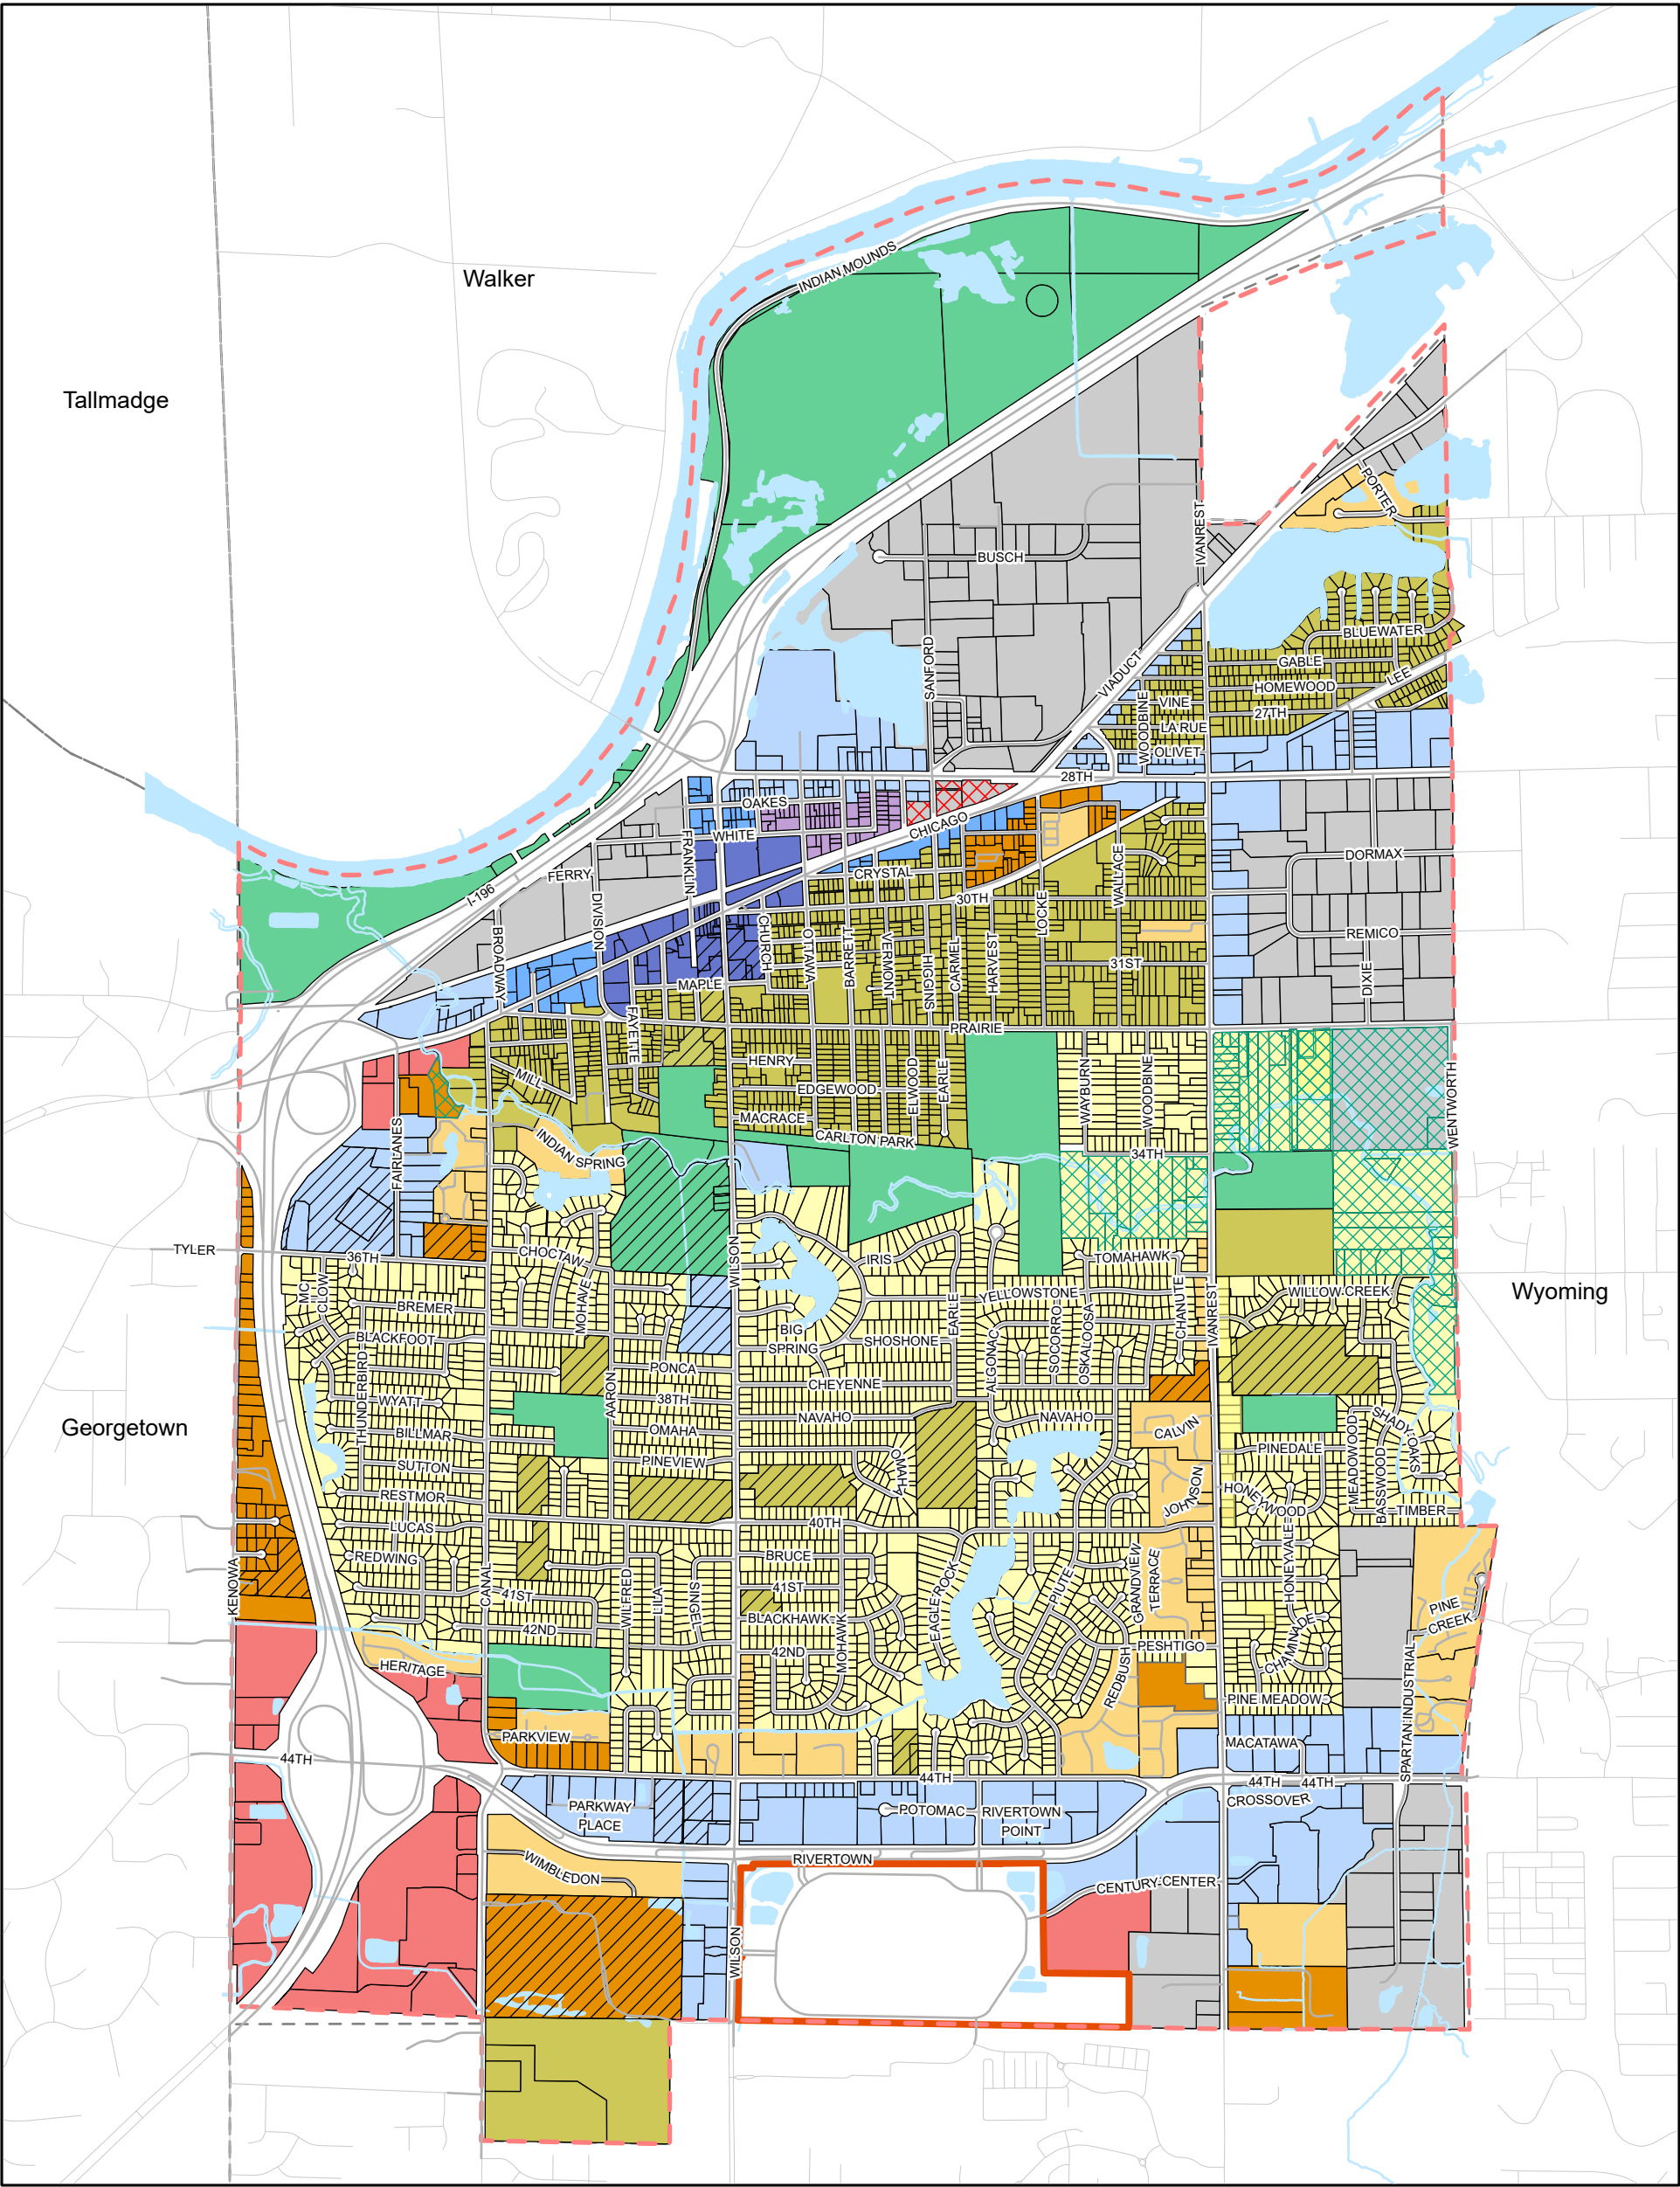 INDIAN MOUNDS
Walker
Tallmadge
PORTER
IVANREST
BUSCH
BLUEWATER
SANFORD
GABLE
VIADUCT
LEE
HOMEWOOD
VINE
WOODBINE
27TH
LA RUE
OLIVET
28TH
OAKES
CHICAGO
WHITE
FRANKLIN
DORMAX
WALLACE
CRYSTAL
FERRY
I-196
30TH
LOCKE
DIVISION
CHURCH
REMICO
BROADWAY
OTTAWA
BARRETT
VERMONT
HIGGINS
CARMEL
HARVEST
31ST
DIXIE
MAPLE
FAYETTE
PRAIRIE
HENRY
MILL
EDGEWOOD
ELWOOD
EARLE
WAYBURN
WOODBINE
WENTWORTH
MACRACE
CARLTON PARK
FAIRLANES
INDIAN SPRING
34TH
TYLER
36TH
CHOCTAW
WILSON
IRIS
TOMAHAWK
MC
CLOW
MOHAVE
YELLOWSTONE
WILLOW CREEK
Wyoming
BREMER
EARLE
CHANUTE
IVANREST
BIG
SPRING
BLACKFOOT
SHOSHONE
ALGONAC
SOCORRO
OSKALOOSA
PONCA
THUNDERBIRD
CHEYENNE
AARON
38TH
WYATT
NAVAHO
NAVAHO
CALVIN
SHADY OAKS
Georgetown
BILLMAR
OMAHA
PINEDALE
MEADOWOOD
BASSWOOD
SUTTON
PINEVIEW
OMAHA
JOHNSON
RESTMOR
HONEYWOOD
TIMBER
LUCAS
40TH
REDWING
BRUCE
HONEYVALE
KENOWA
CANAL
41ST
WILFRED
LILA
SINGEL
41ST
EAGLE ROCK
PIUTE
GRANDVIEW
TERRACE
PINE
CREEK
42ND
BLACKHAWK
MOHAWK
42ND
PESHTIGO
CHAMINADE
HERITAGE
REDBUSH
SPARTAN INDUSTRIAL
PINE MEADOW
PARKVIEW
MACATAWA
44TH
44TH
44TH
44TH
CROSSOVER
PARKWAY
PLACE
POTOMAC
RIVERTOWN
POINT
RIVERTOWN
WIMBLEDON
CENTURY CENTER
WILSON